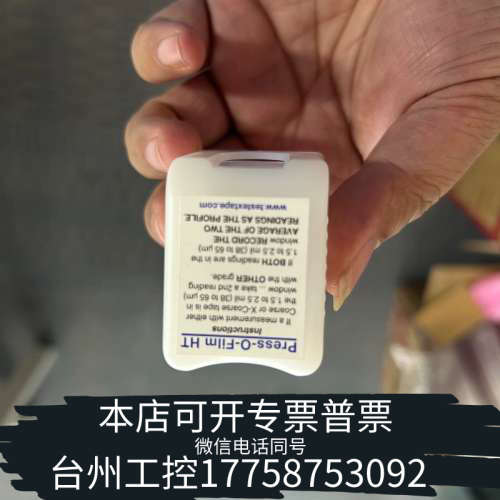 Press-O-Film HT
Instructions
If a measurement with either
Coarse or X-Coarse tape is in
the 1.5 to 2.5 mil (38 to 65 µm)
window ... take a 2nd reading
with the OTHER grade.
If BOTH readings are in the
1.5 to 2.5 mil (38 to 65 µm)
window RECORD THE
AVERAGE OF THE TWO
READINGS AS THE PROFILE.
www.testextape.com
本店可开专票普票
微信电话同号
台州工控17758753092